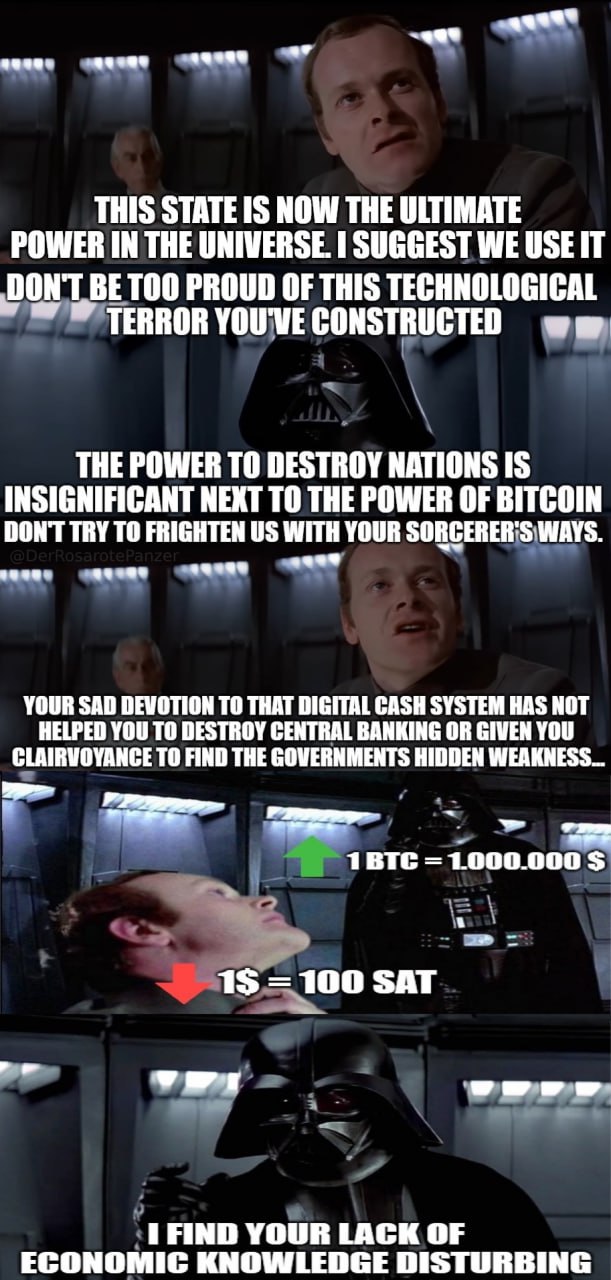 THIS STATE IS NOW THE ULTIMATE
POWER IN THE UNIVERSE. I SUGGEST WE USE IT
DON'T BE TOO PROUD OF THIS TECHNOLOGICAL
TERROR YOU'VE CONSTRUCTED
THE POWER TO DESTROY NATIONS IS
INSIGNIFICANT NEXT TO THE POWER OF BITCOIN
DON'T TRY TO FRIGHTEN US WITH YOUR SORCERER'S WAYS.
@DerRosarotePanzer
YOUR SAD DEVOTION TO THAT DIGITAL CASH SYSTEM HAS NOT
HELPED YOU TO DESTROY CENTRAL BANKING OR GIVEN YOU
CLAIRVOYANCE TO FIND THE GOVERNMENTS HIDDEN WEAKNESS...
1 BTC = 1.000.000 $
1$ = 100 SAT
I FIND YOUR LACK OF
ECONOMIC KNOWLEDGE DISTURBING